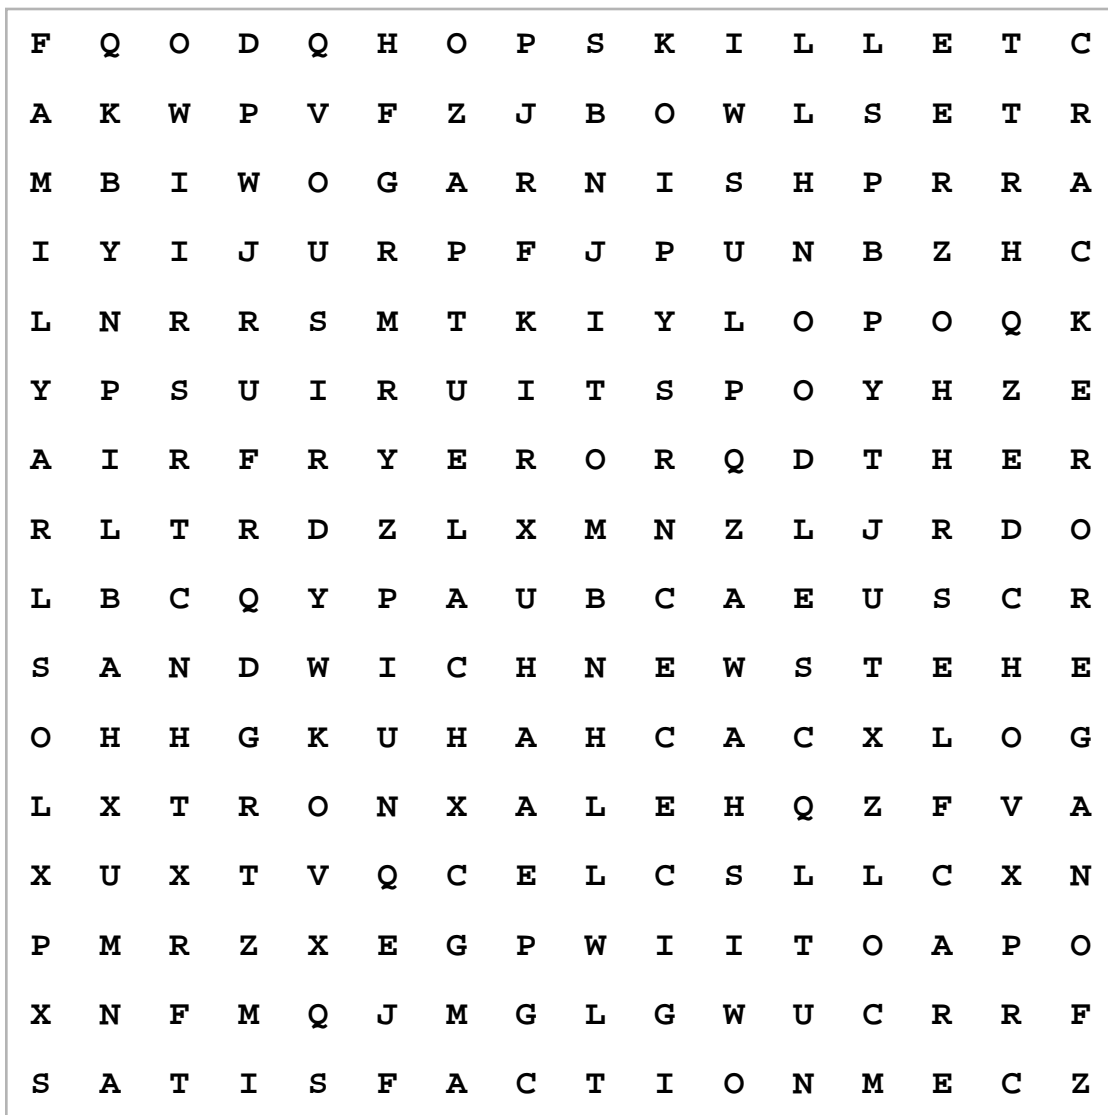 F Q O D Q H O P S K I L L E T C
A K W P V F Z J B O W L S E T R
M B I W O G A R N I S H P R R A
I Y I J U R P F J P U N B Z H C
L N R R S M T K I Y L O P O Q K
Y P S U I R U I T S P O Y H Z E
A I R F R Y E R O R Q D T H E R
R L T R D Z L X M N Z L J R D O
L B C Q Y P A U B C A E U S C R
S A N D W I C H N E W S T E H E
O H H G K U H A H C A C X L O G
L X T R O N X A L E H Q Z F V A
X U X T V Q C E L C S L L C X N
P M R Z X E G P W I I T O A P O
X N F M Q J M G L G W U C R R F
S A T I S F A C T I O N M E C Z